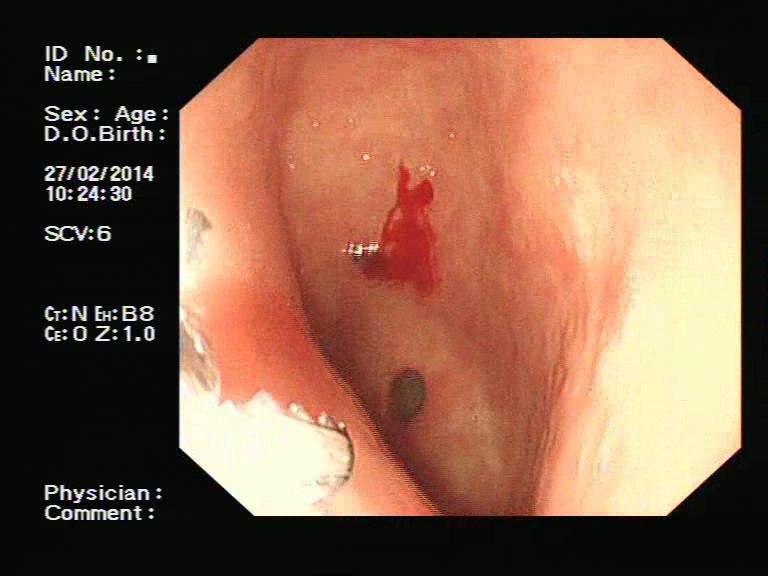 ID No. :
Name:
Sex: Age:
D.O.Birth:
27/02/2014
10:24:30
SCV:6
CT:N EH:B8
CE:0 Z:1.0
Physician:
Comment: